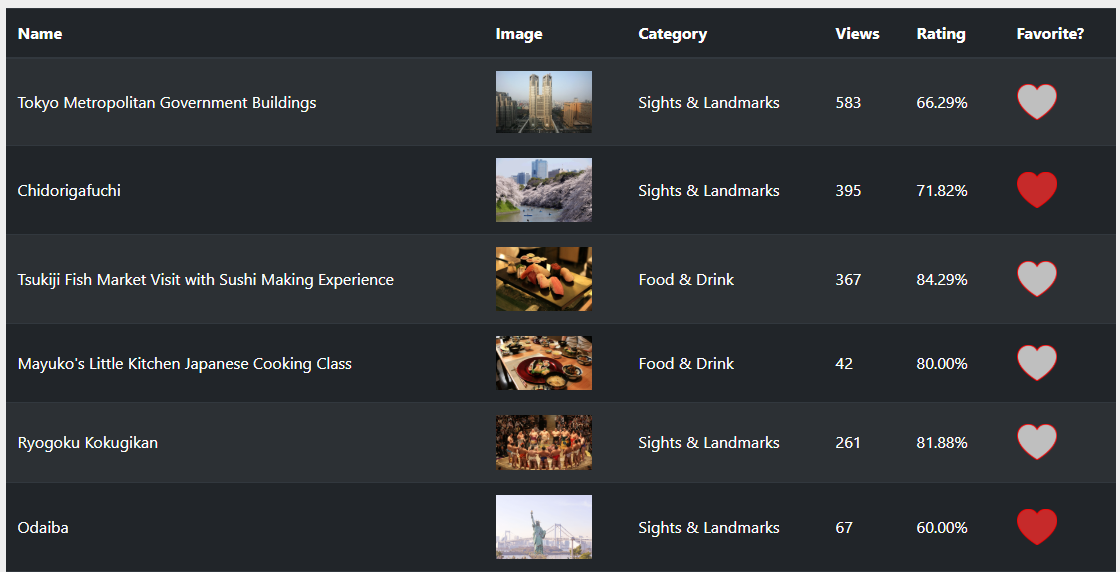 Name Image Category Views Rating Favorite?
Tokyo Metropolitan Government Buildings Sights & Landmarks 583 66.29%
Chidorigafuchi Sights & Landmarks 395 71.82%
Tsukiji Fish Market Visit with Sushi Making Experience Food & Drink 367 84.29%
Mayuko's Little Kitchen Japanese Cooking Class Food & Drink 42 80.00%
Ryogoku Kokugikan Sights & Landmarks 261 81.88%
Odaiba Sights & Landmarks 67 60.00%